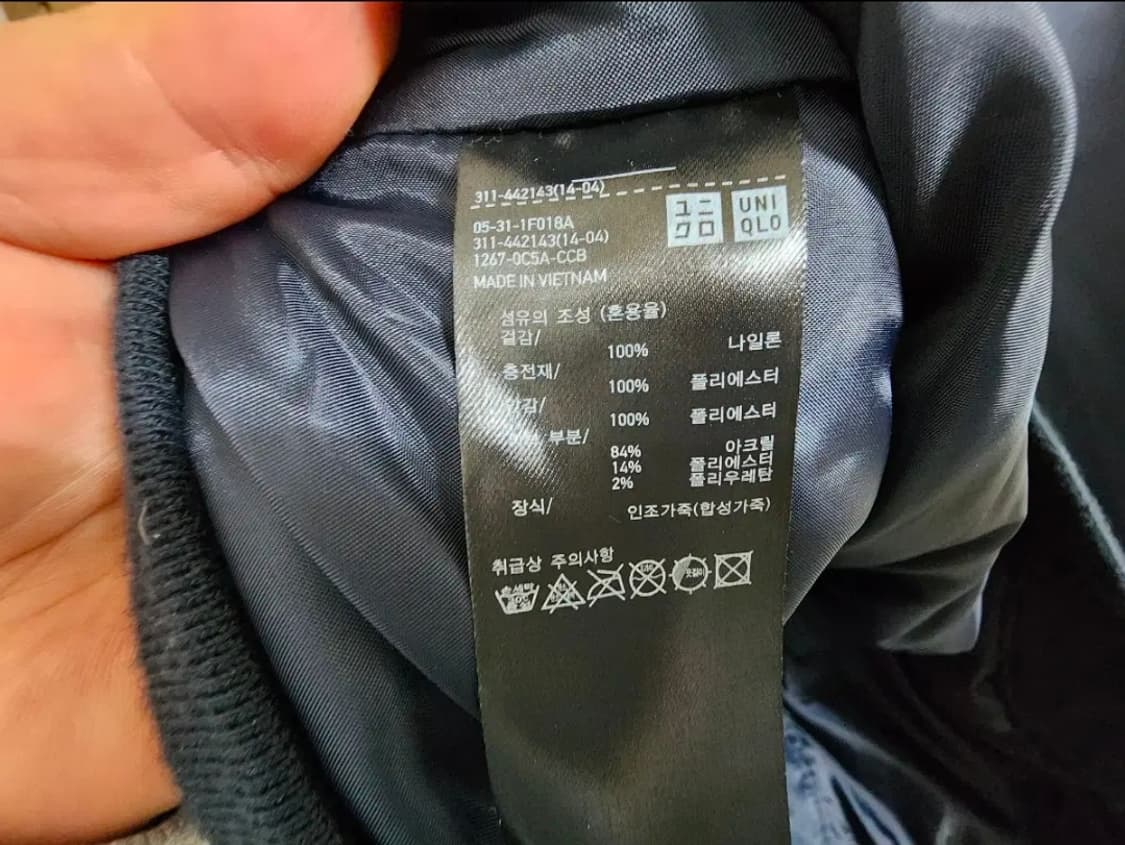 311-442143(14-04)
05-31-1F018A
311-442143(14-04)
1267-0C5A-CCB
MADE IN VIETNAM
ユニ
クロ
UNI
QLO
섬유의 조성 (혼용율)
겉감/
100% 나일론
충전재/
100% 폴리에스터
100% 폴리에스터
부분/
84% 아크릴
14% 폴리에스터
2% 폴리우레탄
장식/ 인조가죽(합성가죽)
취급상 주의사항